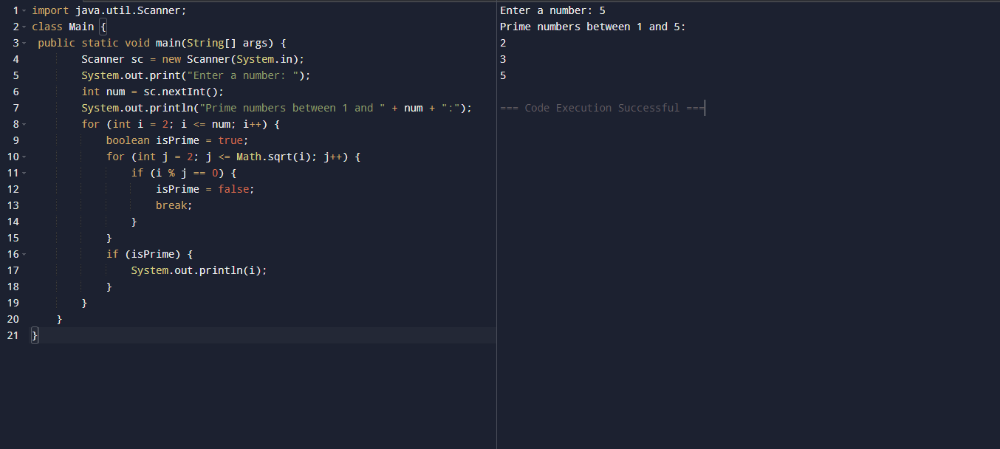 1 import java.util.Scanner;
2 class Main {
3  public static void main(String[] args) {
4         Scanner sc = new Scanner(System.in);
5         System.out.print("Enter a number: ");
6         int num = sc.nextInt();
7         System.out.println("Prime numbers between 1 and " + num + ":");
8         for (int i = 2; i <= num; i++) {
9             boolean isPrime = true;
10             for (int j = 2; j <= Math.sqrt(i); j++) {
11                 if (i % j == 0) {
12                     isPrime = false;
13                     break;
14                 }
15             }
16             if (isPrime) {
17                 System.out.println(i);
18             }
19         }
20     }
21 }
Enter a number: 5
Prime numbers between 1 and 5:
2
3
5
=== Code Execution Successful ===